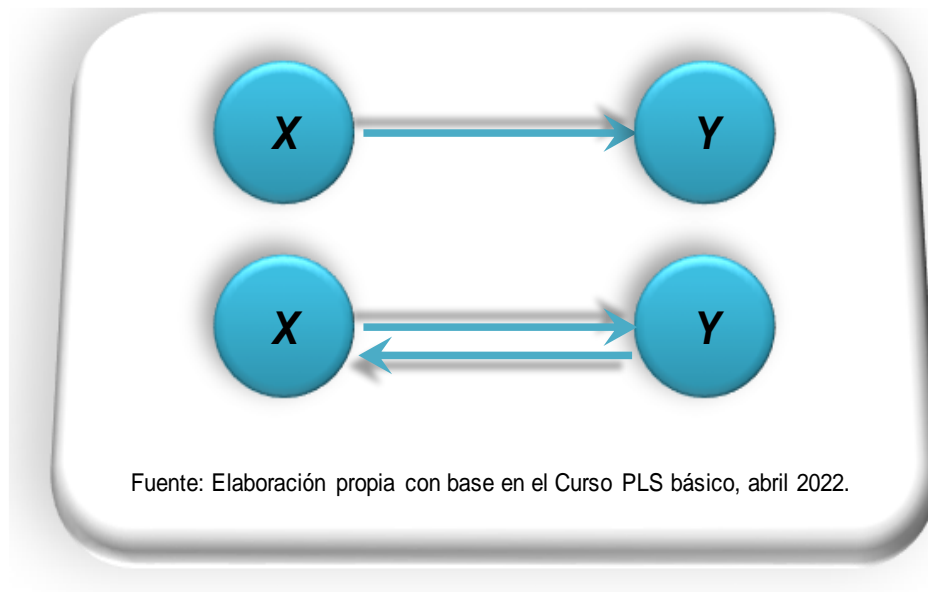 X Y
X Y
Fuente: Elaboración propia con base en el Curso PLS básico, abril 2022.